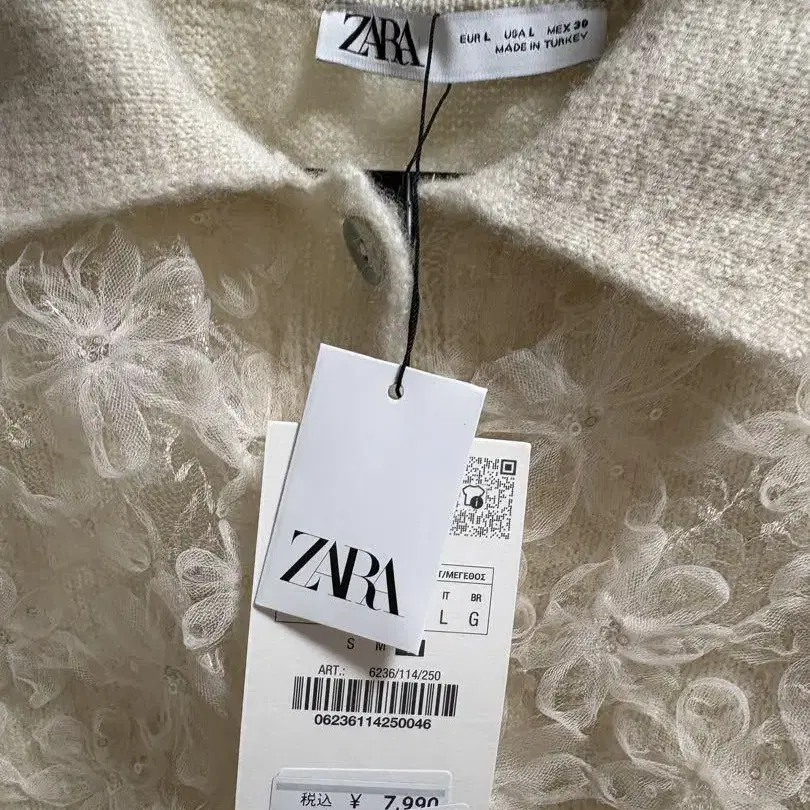 ZARA
EUR L USA L MEX 30
MADE IN TURKEY
ZARA
T/ΜΕΓΕΘΟΣ
IT BR
L G
S M
ART.: 6236/114/250
06236114250046
税込 ¥ 7,990